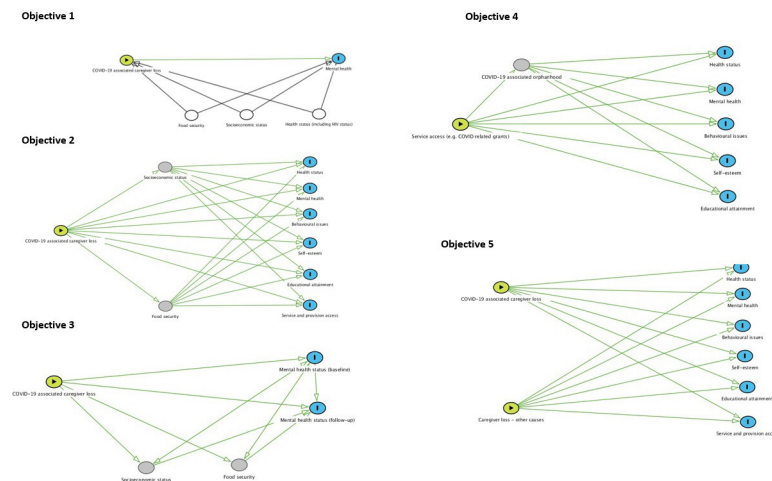 Objective 1
COVID-19 associated caregiver loss
Mental health
Food security
Socioeconomic status
Health status (including HIV status)
Objective 2
Socioeconomic status
Health status
Mental health
Behavioural issues
COVID-19 associated caregiver loss
Self-esteem
Educational attainment
Food security
Service and provision access
Objective 3
Mental health status (baseline)
COVID-19 associated caregiver loss
Mental health status (follow-up)
Socioeconomic status
Food security
Objective 4
Health status
COVID-19 associated orphanhood
Mental health
Behavioural issues
Service access (e.g. COVID related grants)
Self-esteem
Educational attainment
Objective 5
Health status
COVID-19 associated caregiver loss
Mental health
Behavioural issues
Self-esteem
Educational attainment
Caregiver loss - other causes
Service and provision acc